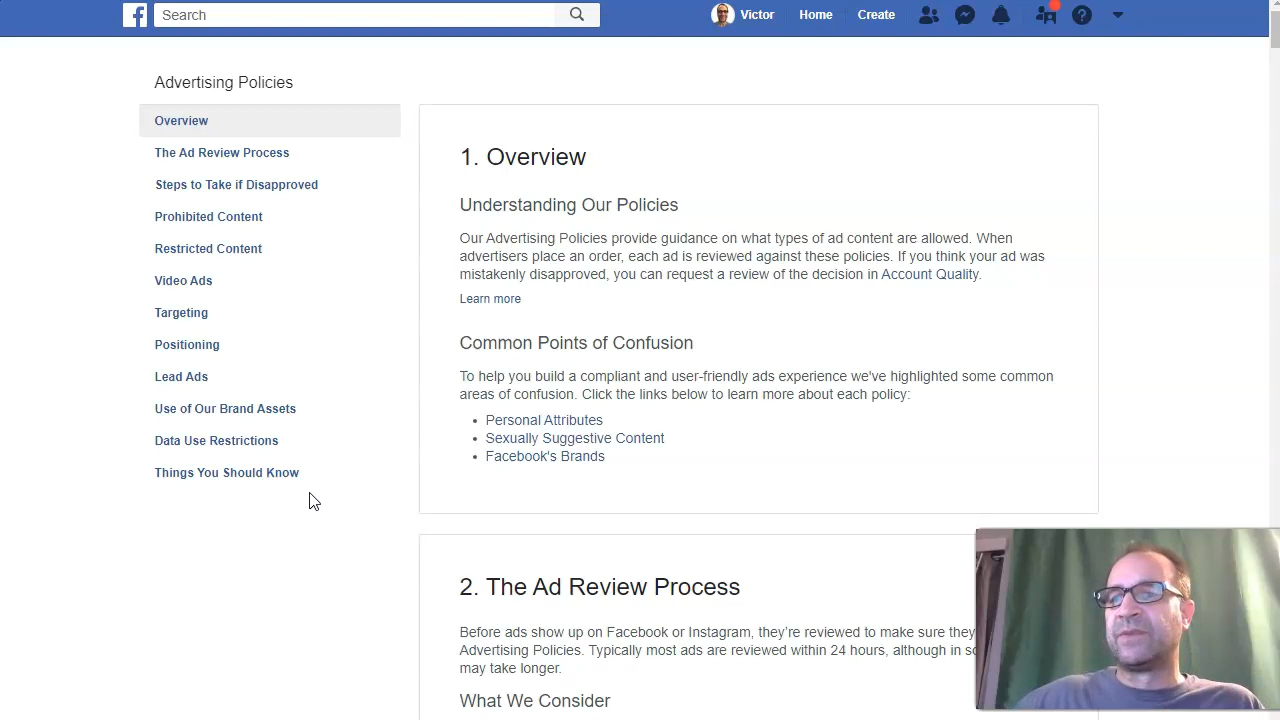 Search
Victor
Home
Create
Advertising Policies
Overview
The Ad Review Process
Steps to Take if Disapproved
Prohibited Content
Restricted Content
Video Ads
Targeting
Positioning
Lead Ads
Use of Our Brand Assets
Data Use Restrictions
Things You Should Know
1. Overview
Understanding Our Policies
Our Advertising Policies provide guidance on what types of ad content are allowed. When
advertisers place an order, each ad is reviewed against these policies. If you think your ad was
mistakenly disapproved, you can request a review of the decision in Account Quality.
Learn more
Common Points of Confusion
To help you build a compliant and user-friendly ads experience we've highlighted some common
areas of confusion. Click the links below to learn more about each policy:
• Personal Attributes
• Sexually Suggestive Content
• Facebook's Brands
2. The Ad Review Process
Before ads show up on Facebook or Instagram, they’re reviewed to make sure they
Advertising Policies. Typically most ads are reviewed within 24 hours, although in
may take longer.
What We Consider